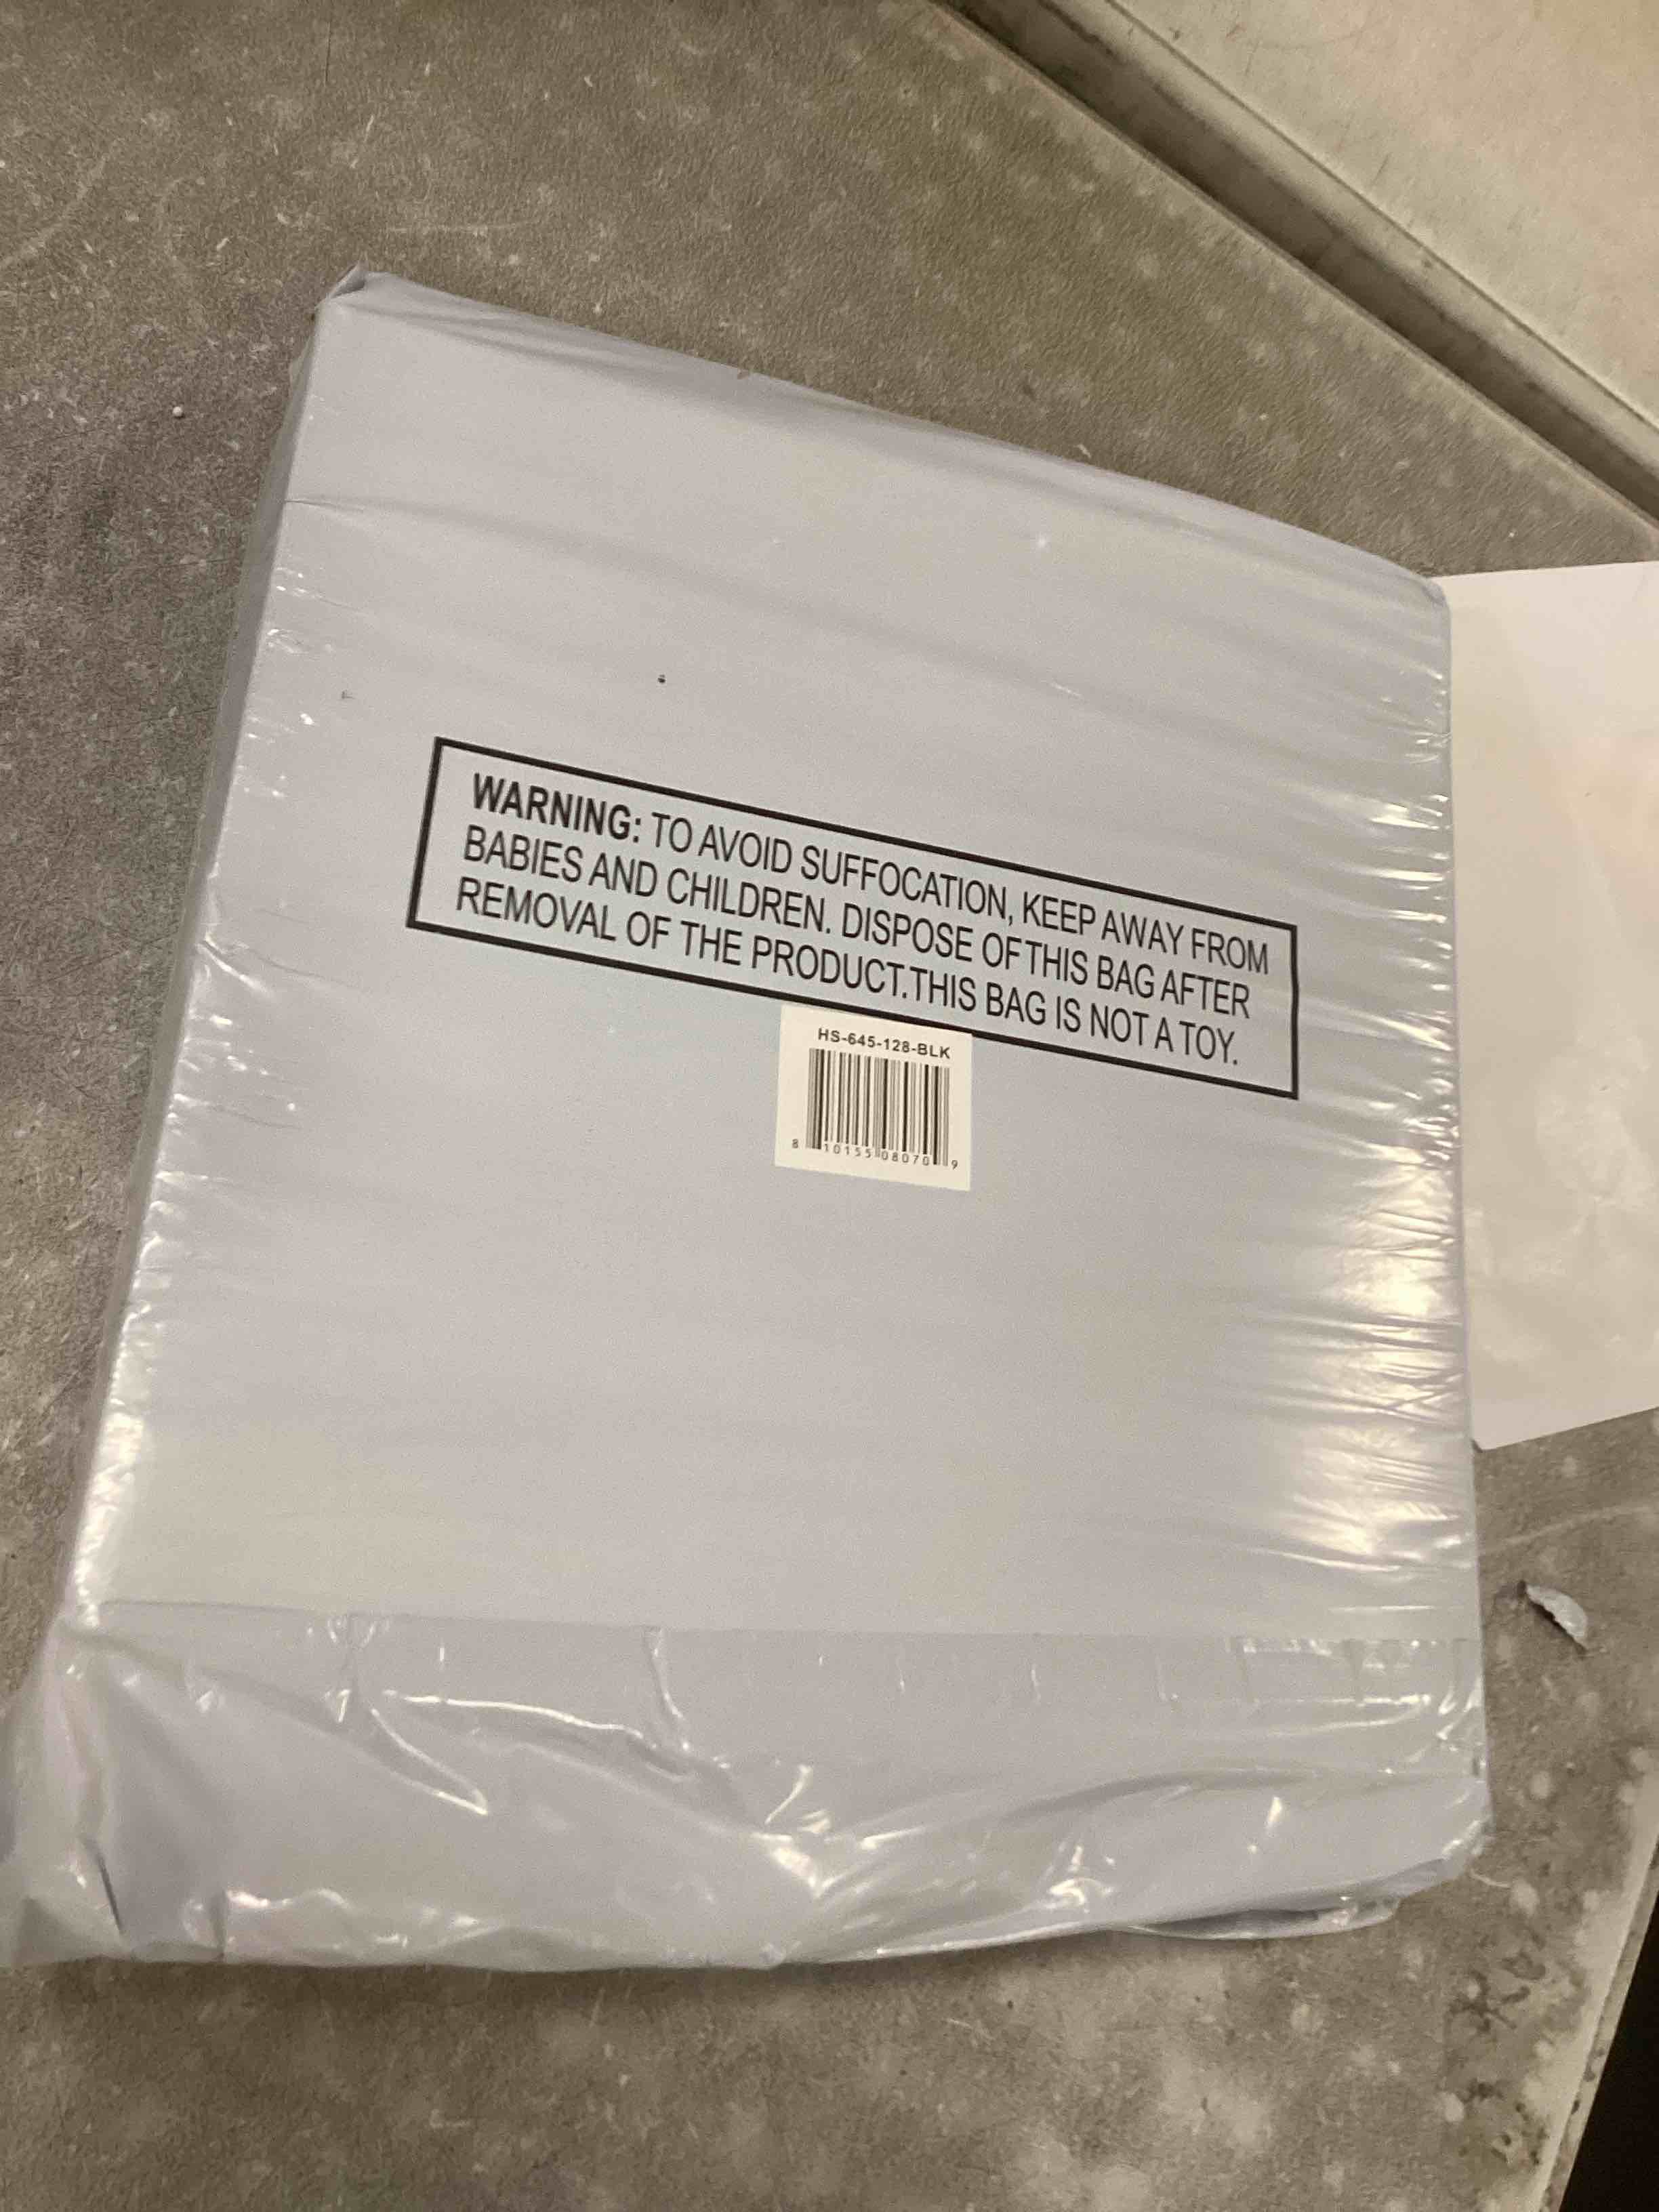 WARNING: TO AVOID SUFFOCATION, KEEP AWAY FROM
BABIES AND CHILDREN. DISPOSE OF THIS BAG AFTER
REMOVAL OF THE PRODUCT.THIS BAG IS NOT A TOY.
HS-645-128-BLK
8 10155 08070 9